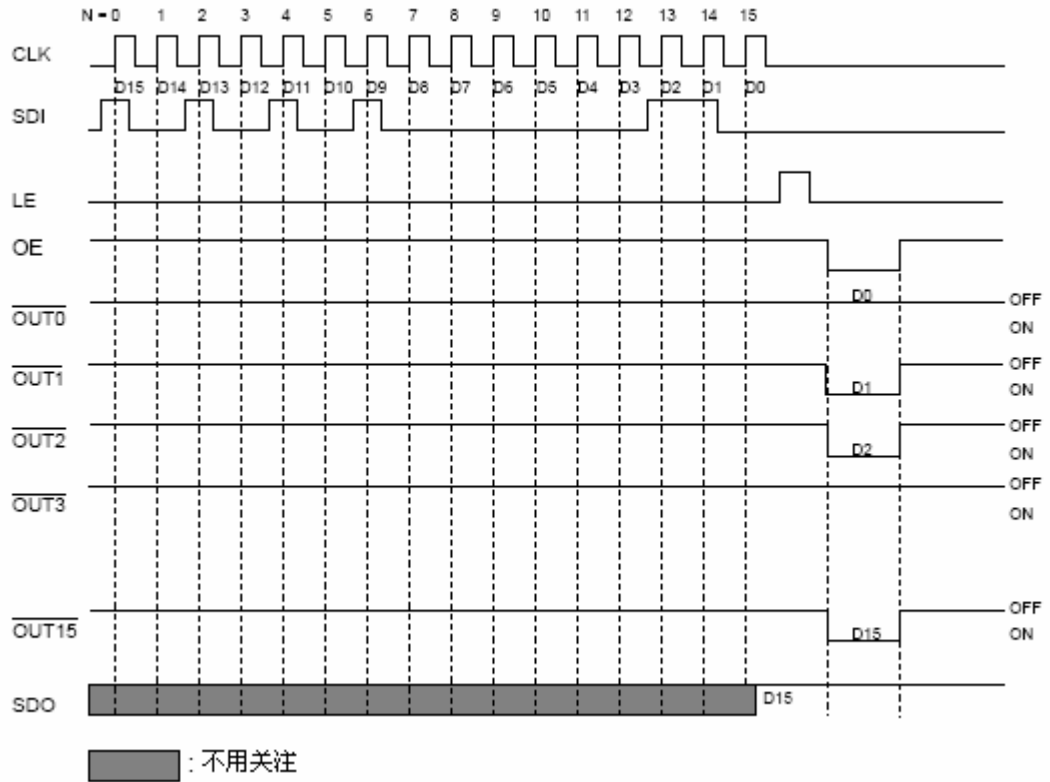 N = 0 1 2 3 4 5 6 7 8 9 10 11 12 13 14 15
CLK
D15 D14 D13 D12 D11 D10 D9 D8 D7 D6 D5 D4 D3 D2 D1 D0
SDI
LE
OE
D0
OFF
OUT0
ON
OFF
OUT1
D1
ON
OFF
OUT2
D2
ON
OFF
OUT3
ON
OFF
OUT15
D15
ON
SDO
D15
: 不用关注